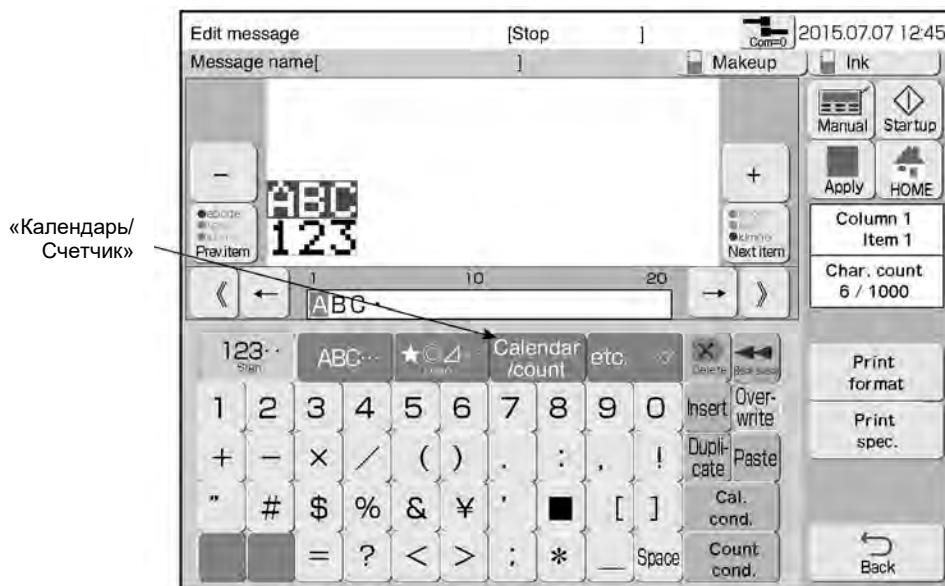 Edit message [Stop ] Com=0 2015.07.07 12:45
Message name[ ] Makeup Ink
Manual Startup
− +
Apply HOME
ABC
123
Prev.item Next item
Column 1
Item 1
«Календарь/
Счетчик»
Char. count
6 / 1000
1 10 20
《 ← ABC· → 》
123·· ABC··· ★◎⊿ Calendar
/count etc. Delete
Print
format
1 2 3 4 5 6 7 8 9 0 Insert Over-
write
Print
spec.
+ − × / ( ) . : , ! Dupli-
cate Paste
" # $ % & ¥ ' ■ [ ] Cal.
cond.
= ? < > ; * _ Space Count
cond.
Back